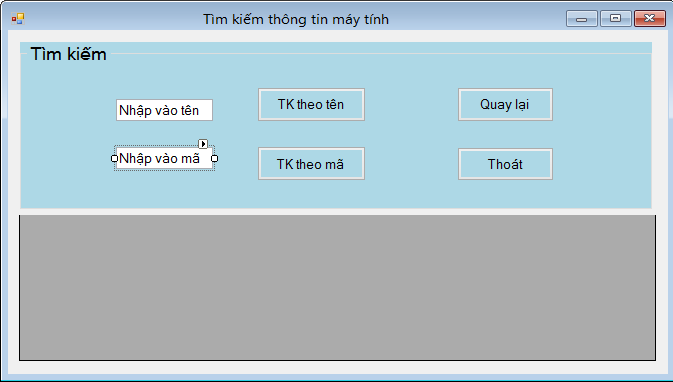 Tìm kiếm thông tin máy tính
Tìm kiếm
Nhập vào tên
TK theo tên
Quay lại
Nhập vào mã
TK theo mã
Thoát